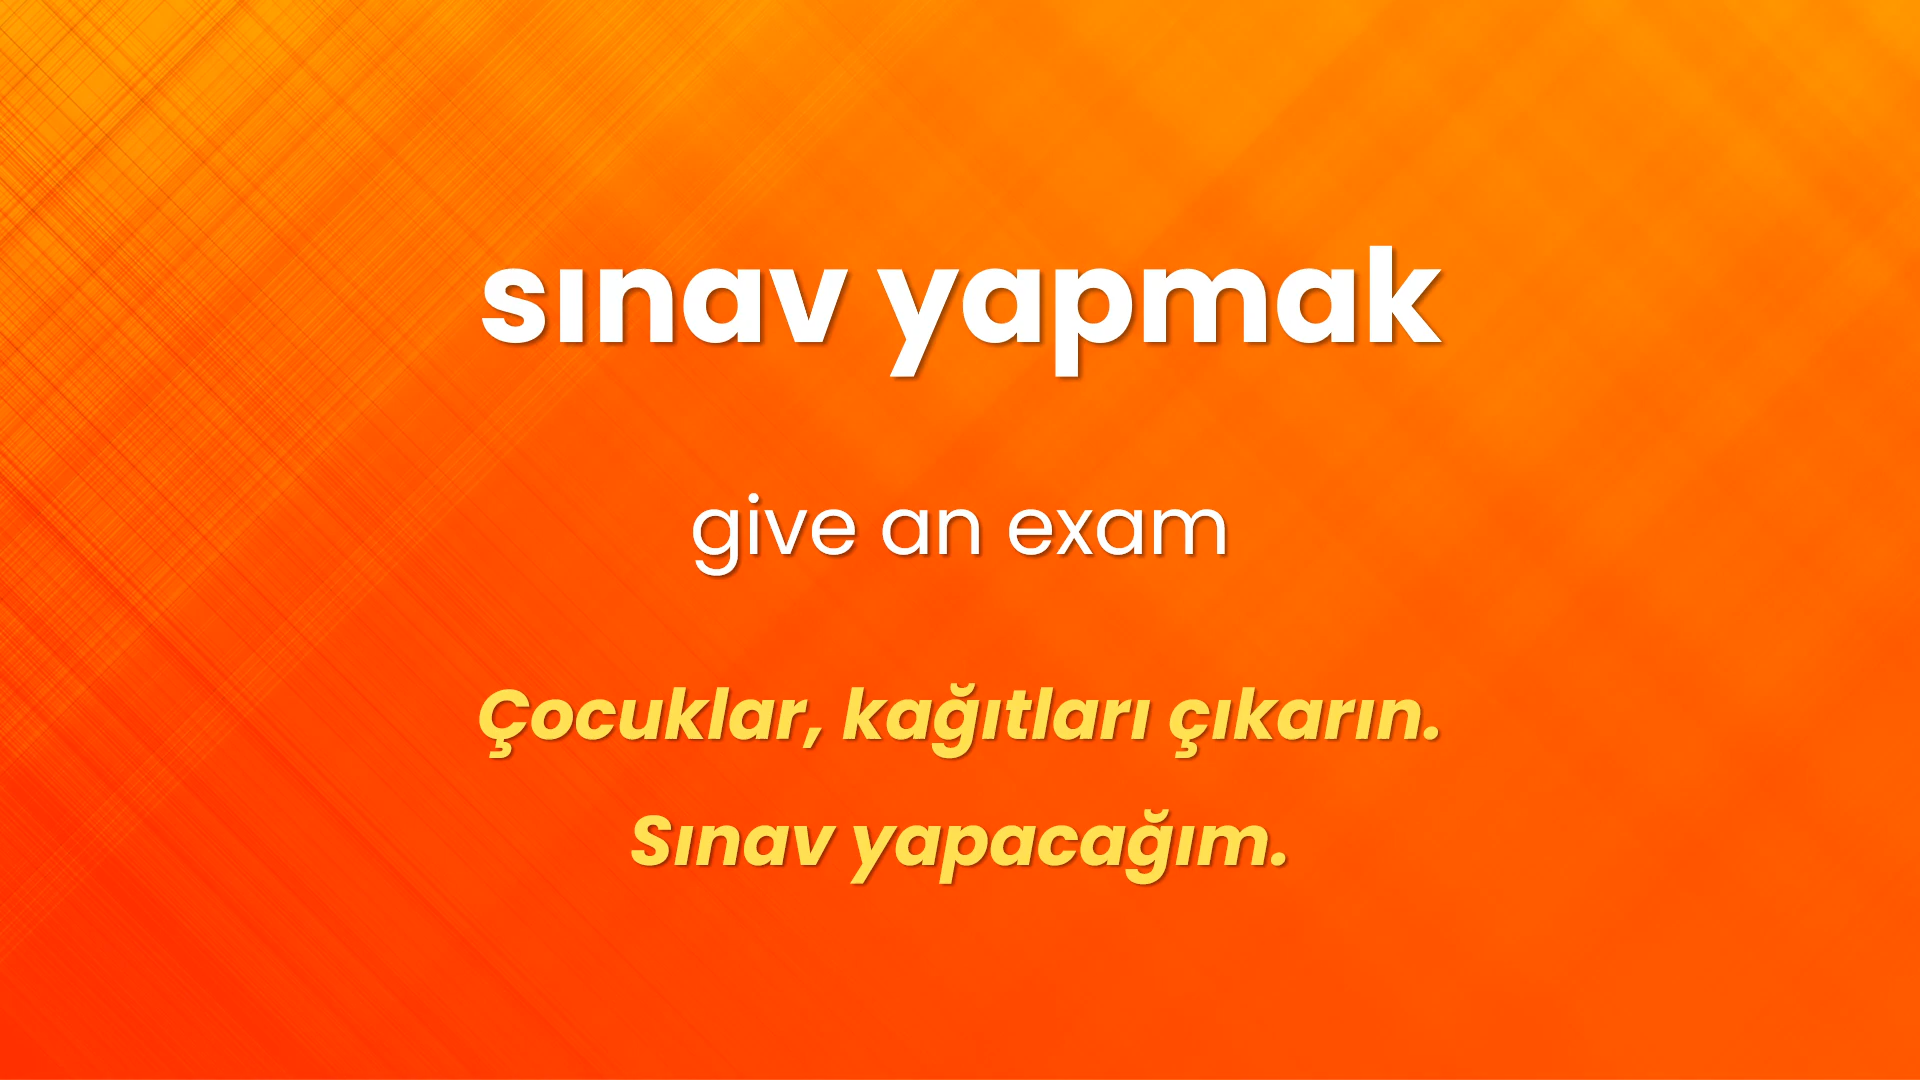 sınav yapmak
give an exam
Çocuklar, kağıtları çıkarın.
Sınav yapacağım.